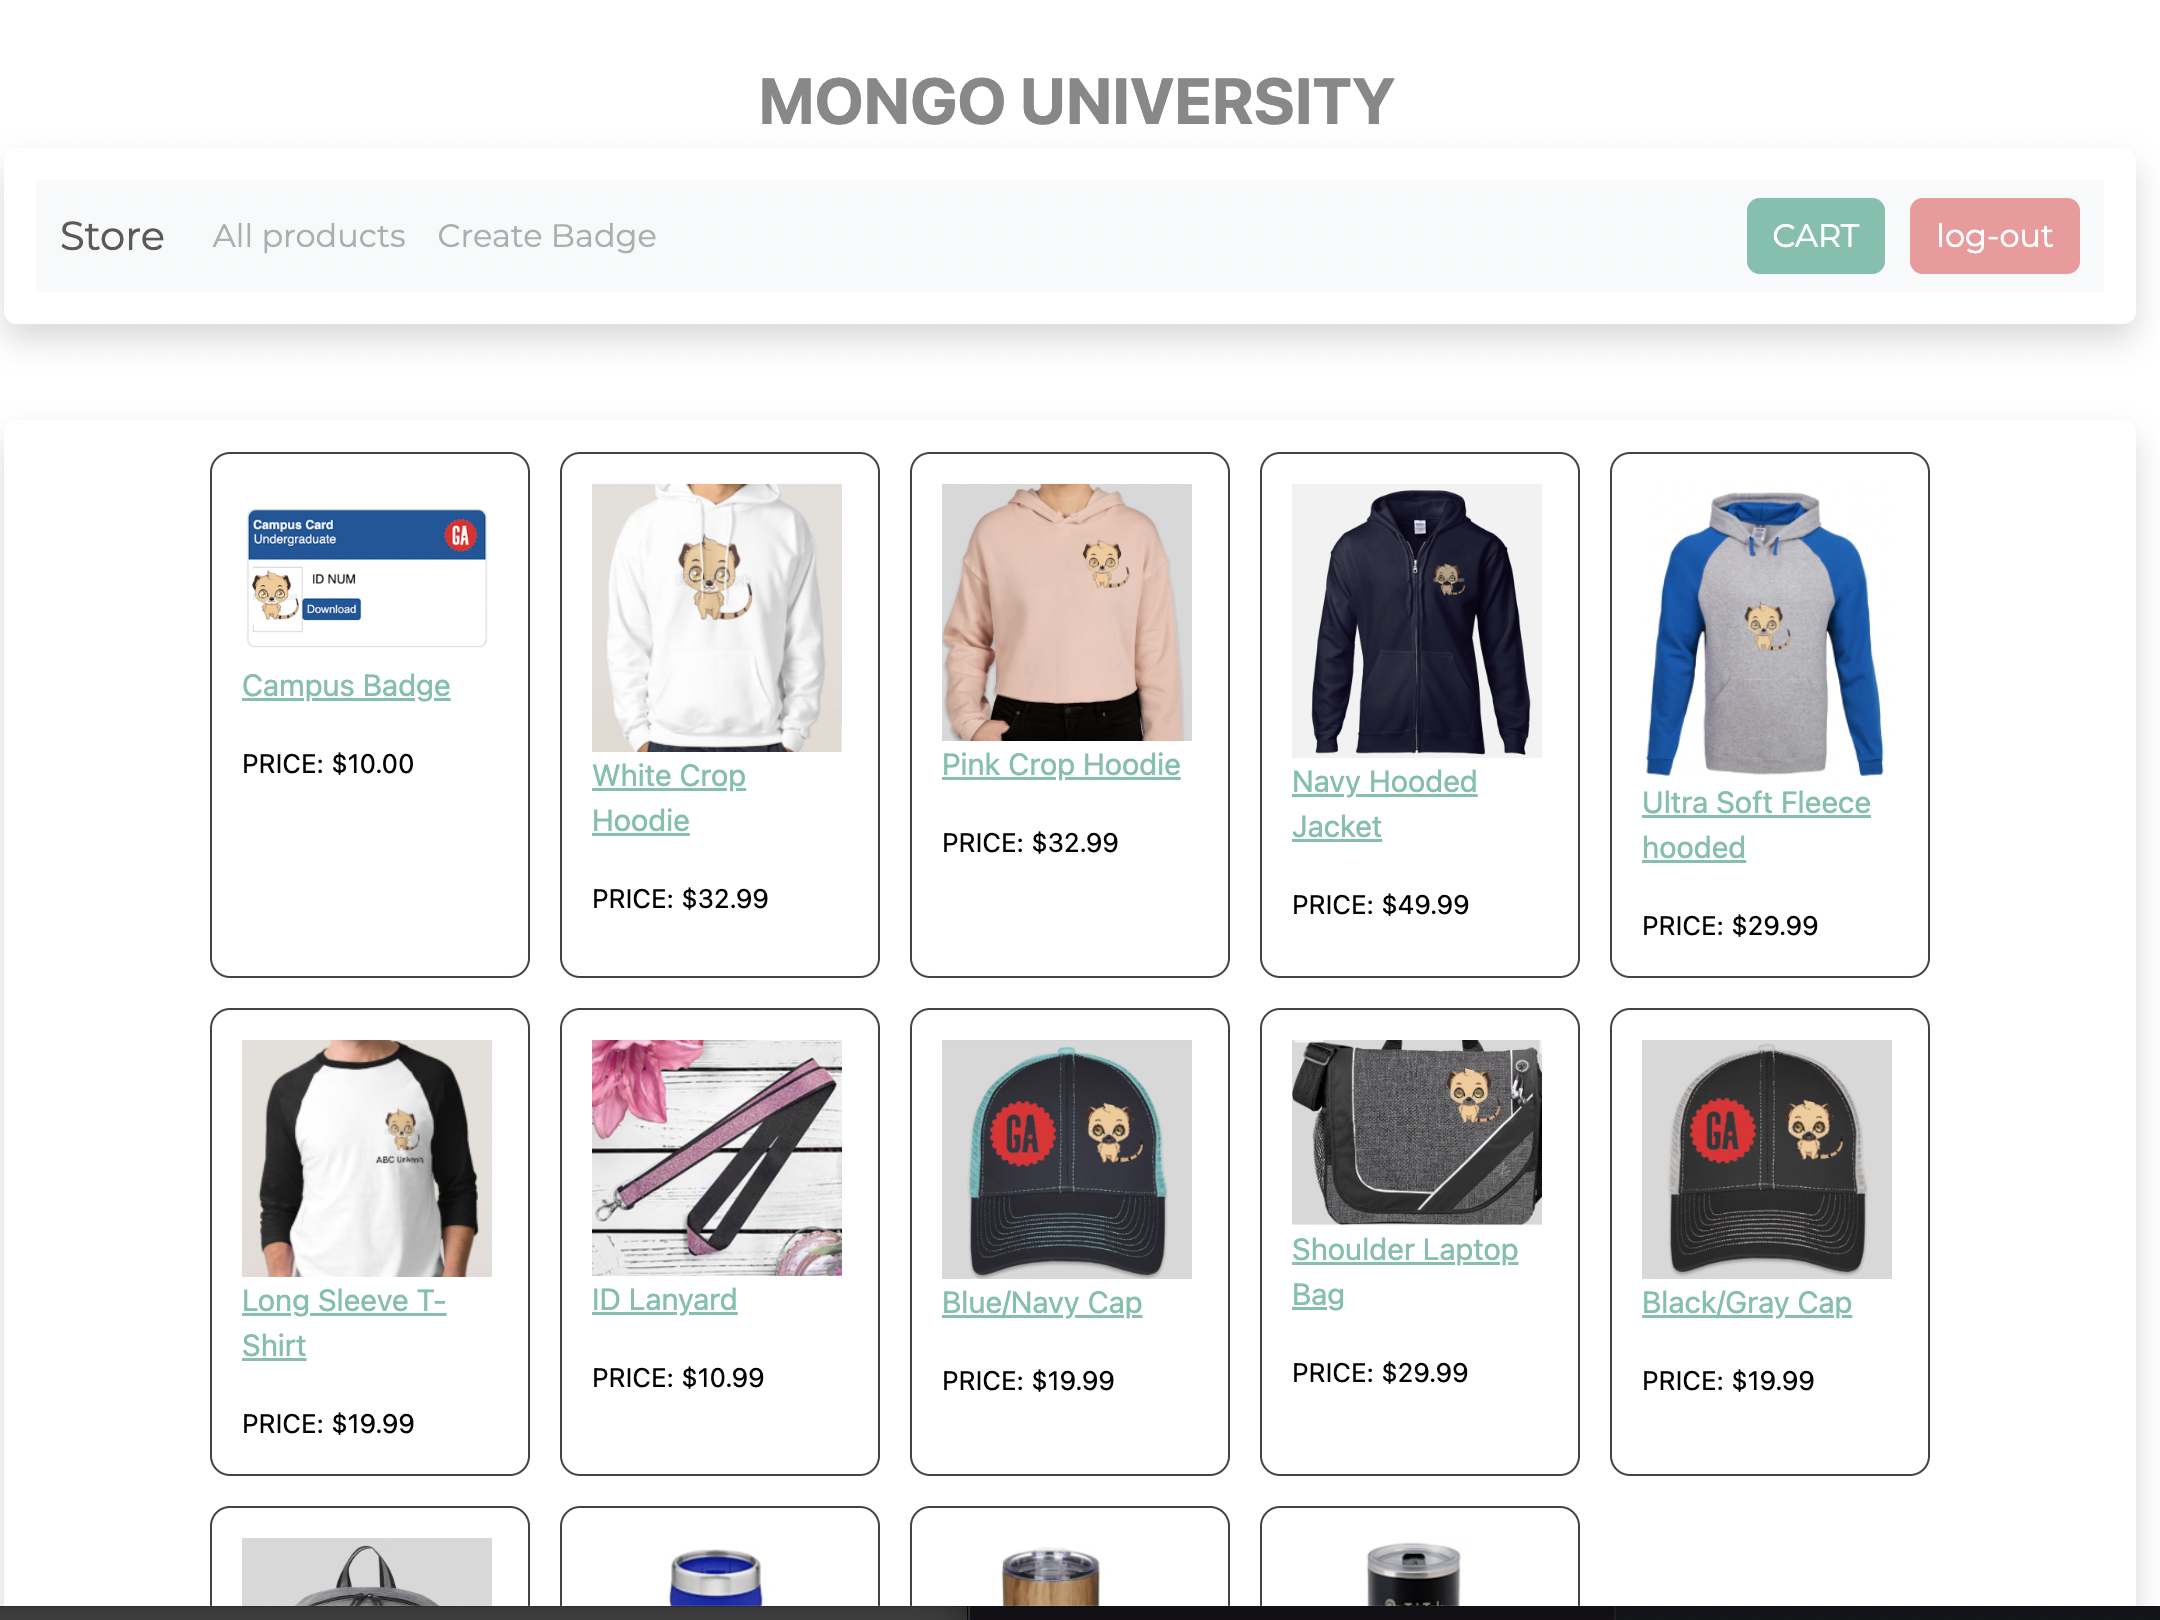 MONGO UNIVERSITY
Store
All products
Create Badge
CART
log-out
Campus Card
Undergraduate
GA
ID NUM
Download
Campus Badge
PRICE: $10.00
White Crop
Hoodie
PRICE: $32.99
Pink Crop Hoodie
PRICE: $32.99
Navy Hooded
Jacket
PRICE: $49.99
Ultra Soft Fleece
hooded
PRICE: $29.99
ABC University
Long Sleeve T-
Shirt
PRICE: $19.99
ID Lanyard
PRICE: $10.99
GA
Blue/Navy Cap
PRICE: $19.99
Shoulder Laptop
Bag
PRICE: $29.99
GA
Black/Gray Cap
PRICE: $19.99